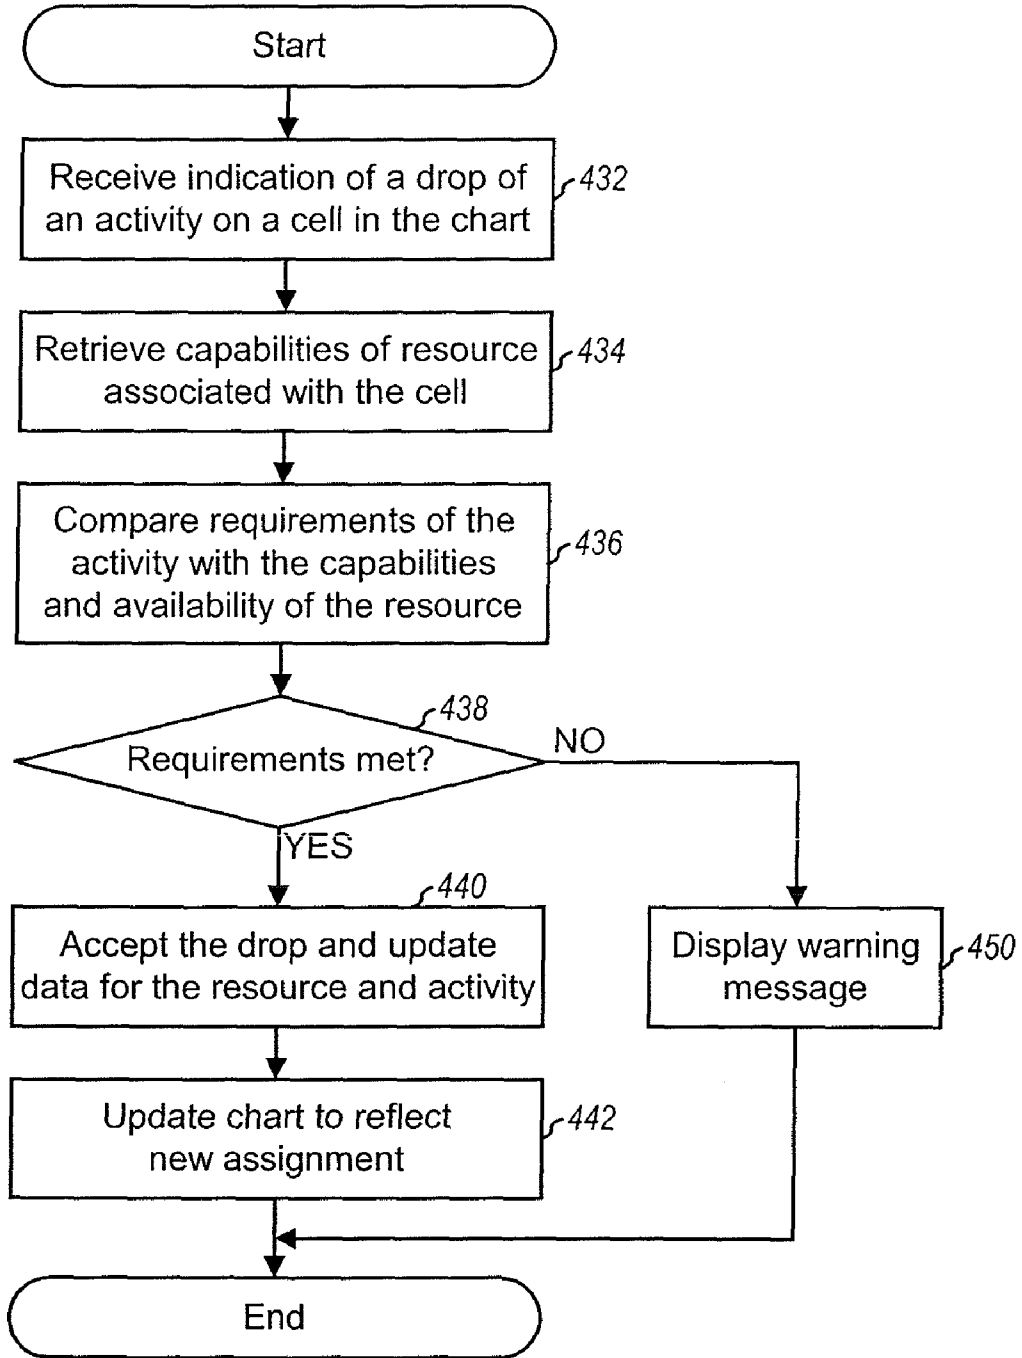 Start
Receive indication of a drop of
an activity on a cell in the chart
432
Retrieve capabilities of resource
associated with the cell
434
Compare requirements of the
activity with the capabilities
and availability of the resource
436
438
Requirements met?
NO
YES
440
Accept the drop and update
data for the resource and activity
Display warning
message
450
Update chart to reflect
new assignment
442
End